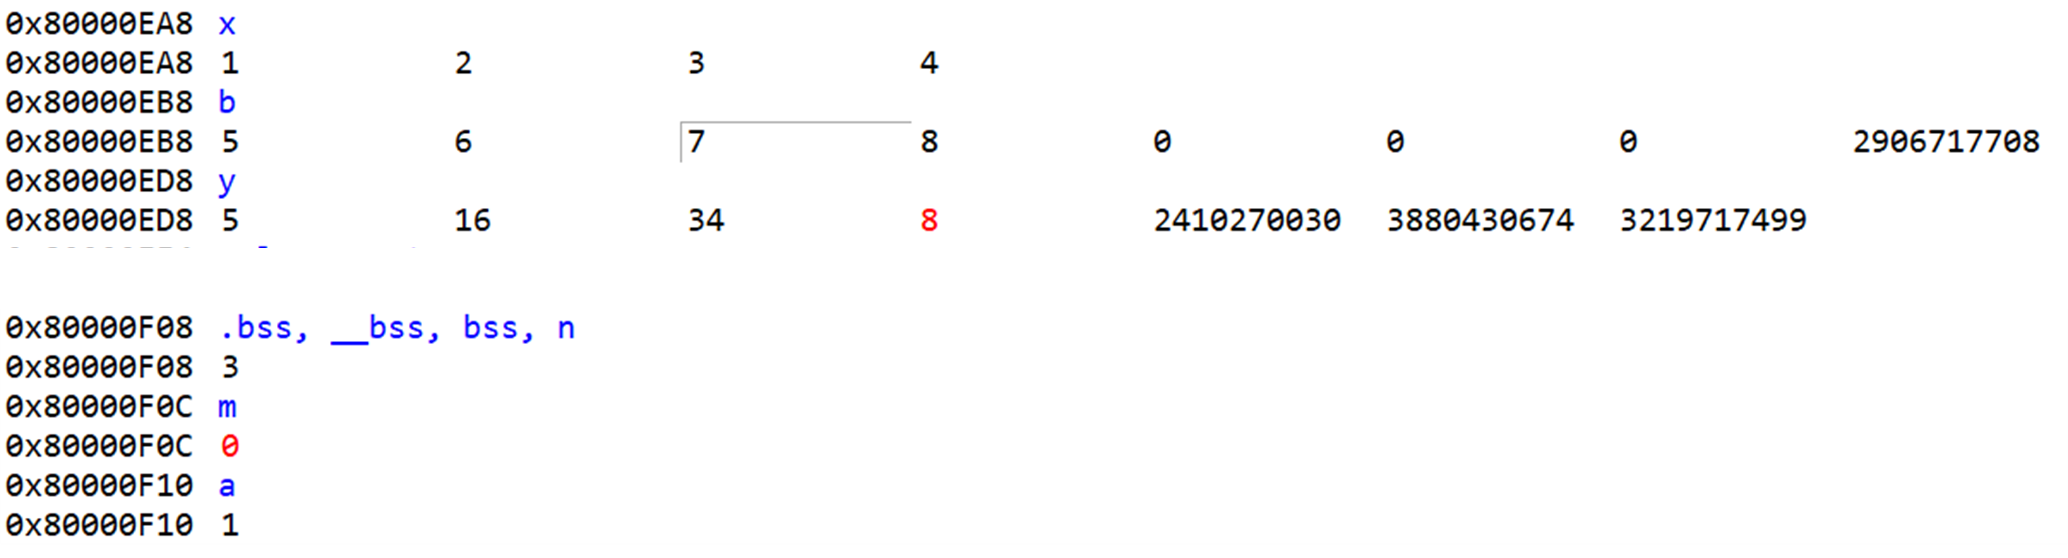 0x80000EA8 x
0x80000EA8 1 2 3 4
0x80000EB8 b
0x80000EB8 5 6 7 8 0 0 0 2906717708
0x80000ED8 y
0x80000ED8 5 16 34 8 2410270030 3880430674 3219717499
0x80000F08 .bss, __bss, bss, n
0x80000F08 3
0x80000F0C m
0x80000F0C 0
0x80000F10 a
0x80000F10 1